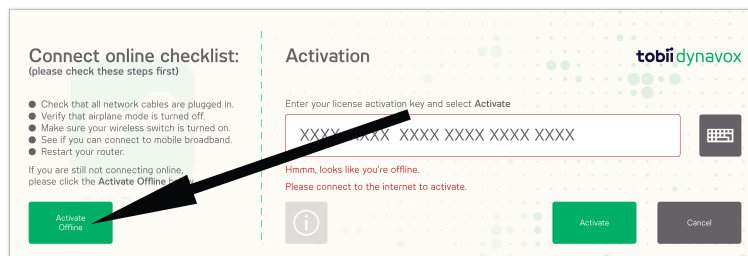 Connect online checklist:
(please check these steps first)
Check that all network cables are plugged in.
Verify that airplane mode is turned off.
Make sure your wireless switch is turned on.
See if you can connect to mobile broadband.
Restart your router.
If you are still not connecting online,
please click the Activate Offline
Activate
Offline
Activation
tobii dynavox
Enter your license activation key and select Activate
XXXX XXXX XXXX XXXX XXXX XXXX
Hmmm, looks like you're offline.
Please connect to the internet to activate.
Activate
Cancel